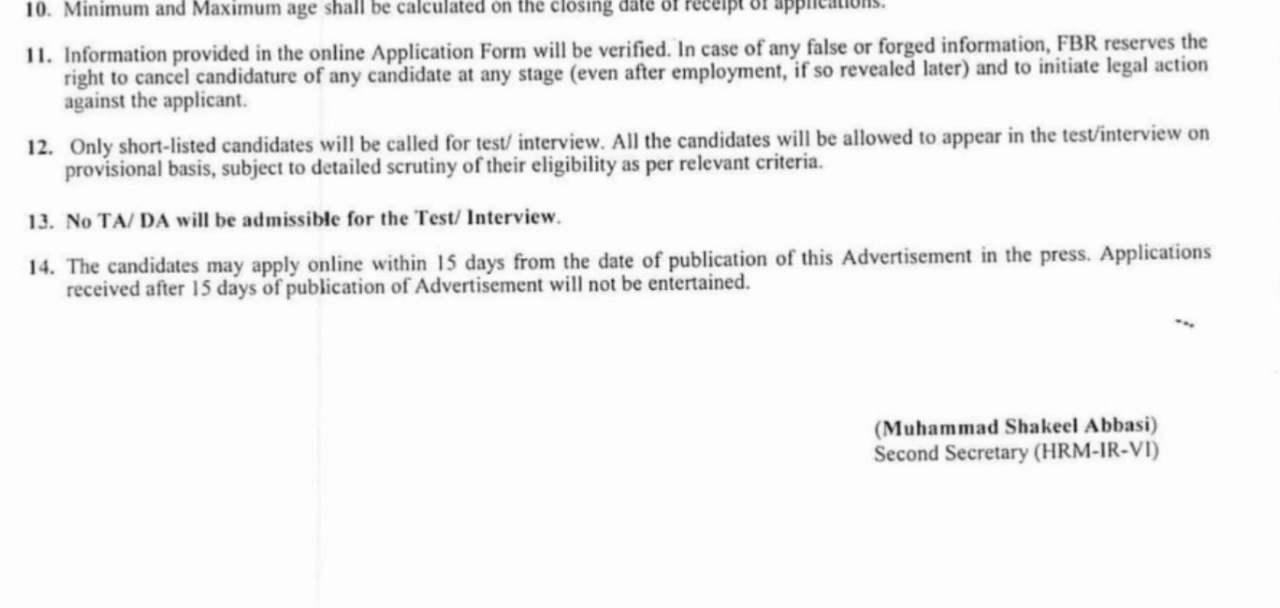 10. Minimum and Maximum age shall be calculated on the closing date of receipt of applications.
11. Information provided in the online Application Form will be verified. In case of any false or forged information, FBR reserves the
right to cancel candidature of any candidate at any stage (even after employment, if so revealed later) and to initiate legal action
against the applicant.
12. Only short-listed candidates will be called for test/ interview. All the candidates will be allowed to appear in the test/interview on
provisional basis, subject to detailed scrutiny of their eligibility as per relevant criteria.
13. No TA/ DA will be admissible for the Test/ Interview.
14. The candidates may apply online within 15 days from the date of publication of this Advertisement in the press. Applications
received after 15 days of publication of Advertisement will not be entertained.
(Muhammad Shakeel Abbasi)
Second Secretary (HRM-IR-VI)